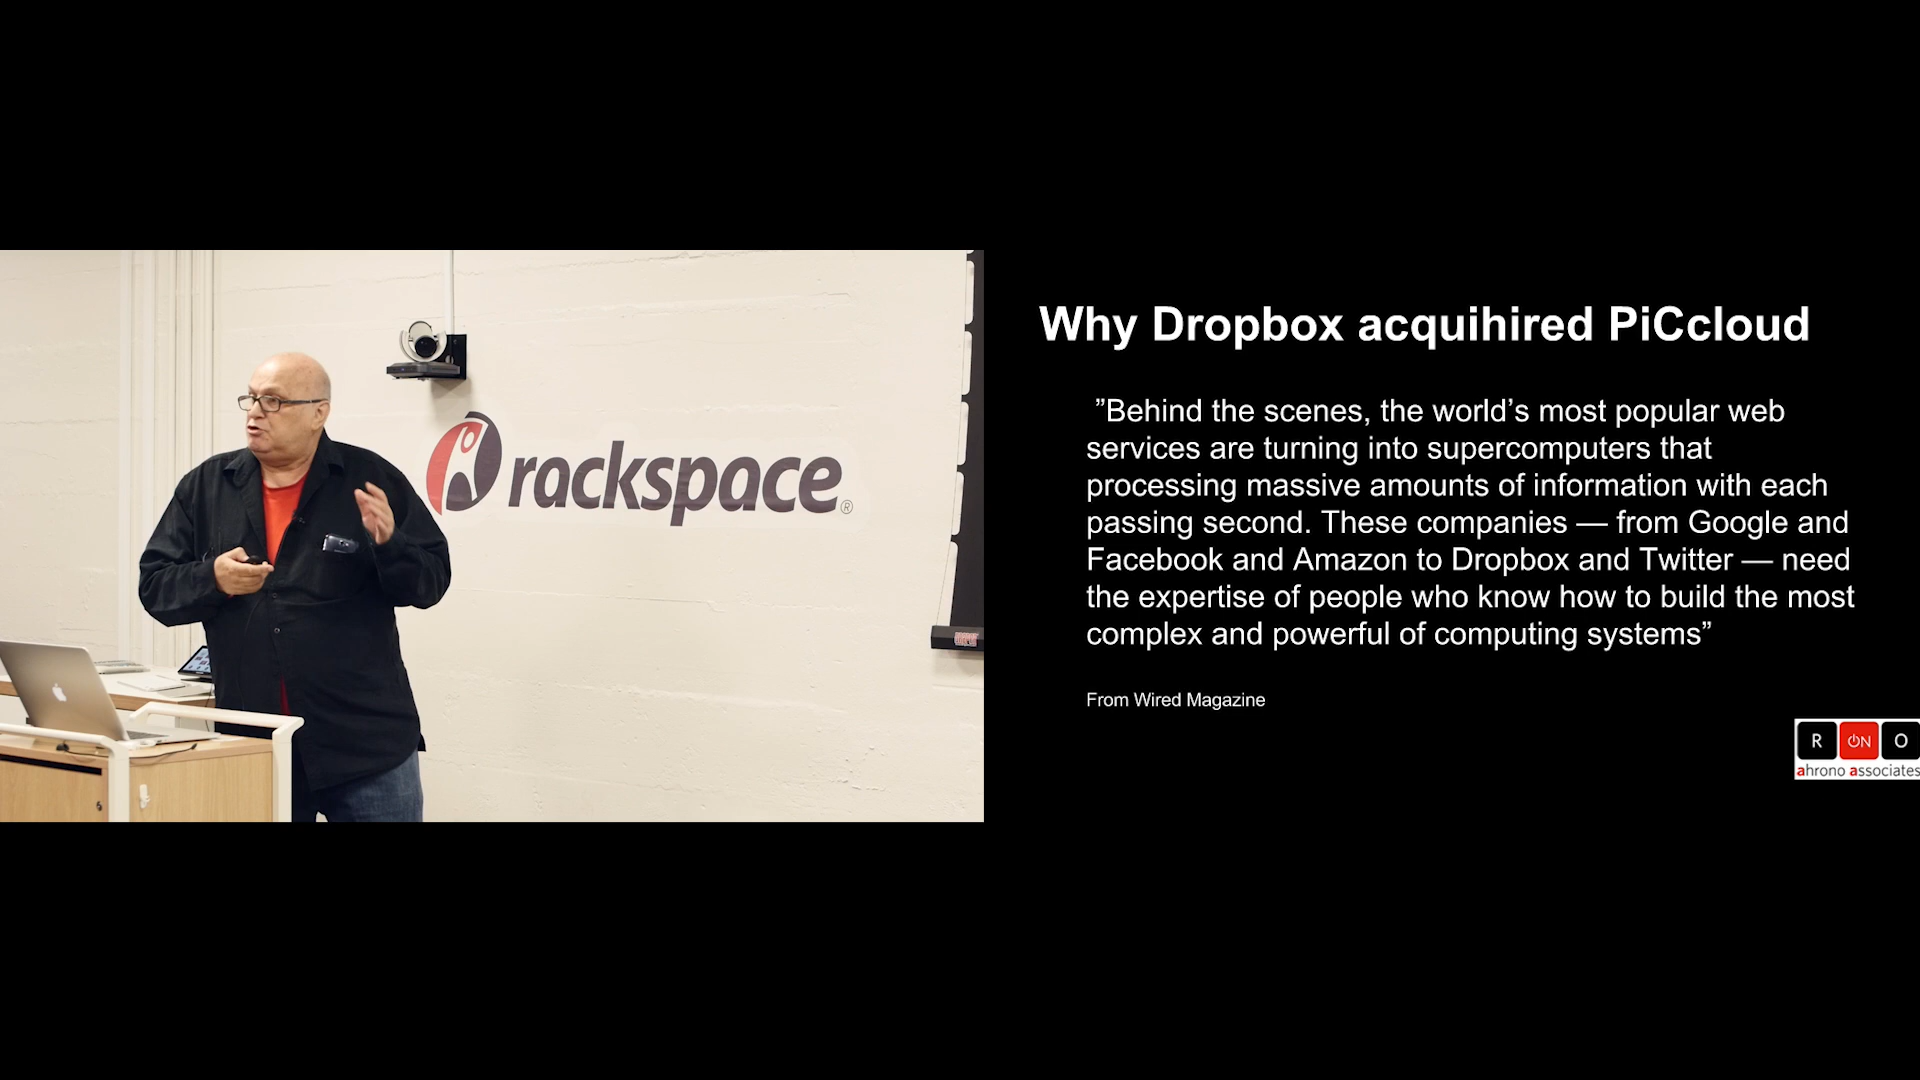 rackspace®
Why Dropbox acquihired PiCcloud
”Behind the scenes, the world’s most popular web
services are turning into supercomputers that
processing massive amounts of information with each
passing second. These companies — from Google and
Facebook and Amazon to Dropbox and Twitter — need
the expertise of people who know how to build the most
complex and powerful of computing systems”
From Wired Magazine
R ON O
ahrono associates